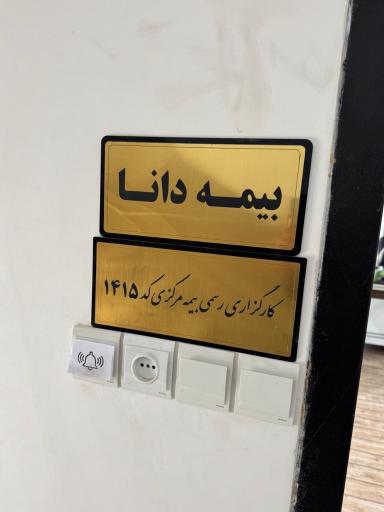 بیمه دانا
کارگزاری رسمی بیمه مرکزی کد ۱۴۱۵